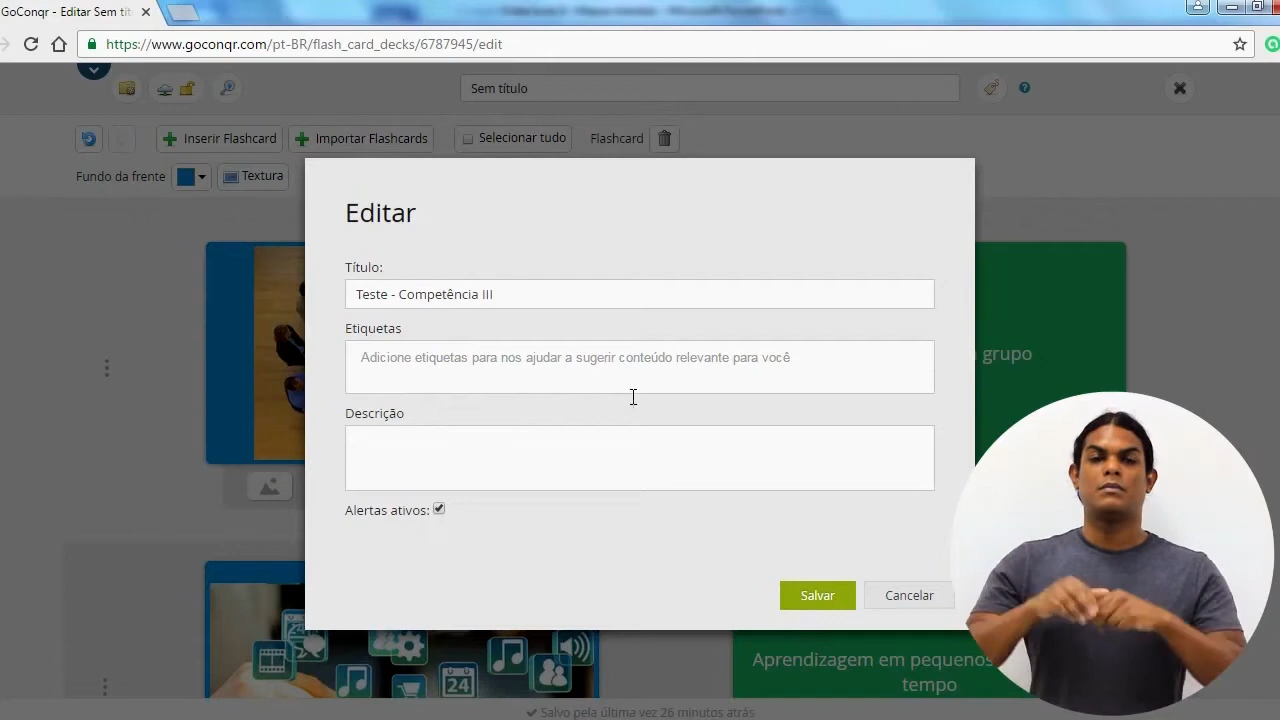 GoConqr - Editar Sem tít
https://www.goconqr.com/pt-BR/flash_card_decks/6787945/edit
Sem título
Inserir Flashcard
Importar Flashcards
Selecionar tudo
Flashcard
Fundo da frente
Textura
Editar
Título:
Teste - Competência III
Etiquetas
Adicione etiquetas para nos ajudar a sugerir conteúdo relevante para você
Descrição
Alertas ativos:
Salvar
Cancelar
grupo
24
Aprendizagem em pequenos
tempo
Salvo pela última vez 26 minutos atrás